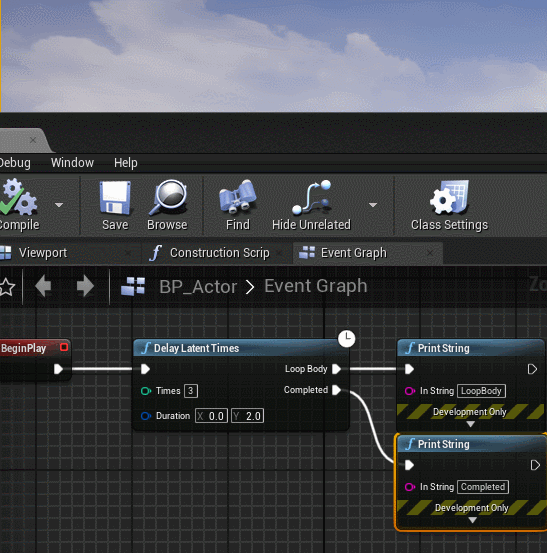 Debug Window Help
Compile Save Browse Find Hide Unrelated Class Settings
Viewport f Construction Scrip Event Graph
BP_Actor > Event Graph Zo
BeginPlay
f Delay Latent Times
Loop Body
Completed
Times 3
Duration X 0.0 Y 2.0
f Print String
In String LoopBody
Development Only
f Print String
In String Completed
Development Only